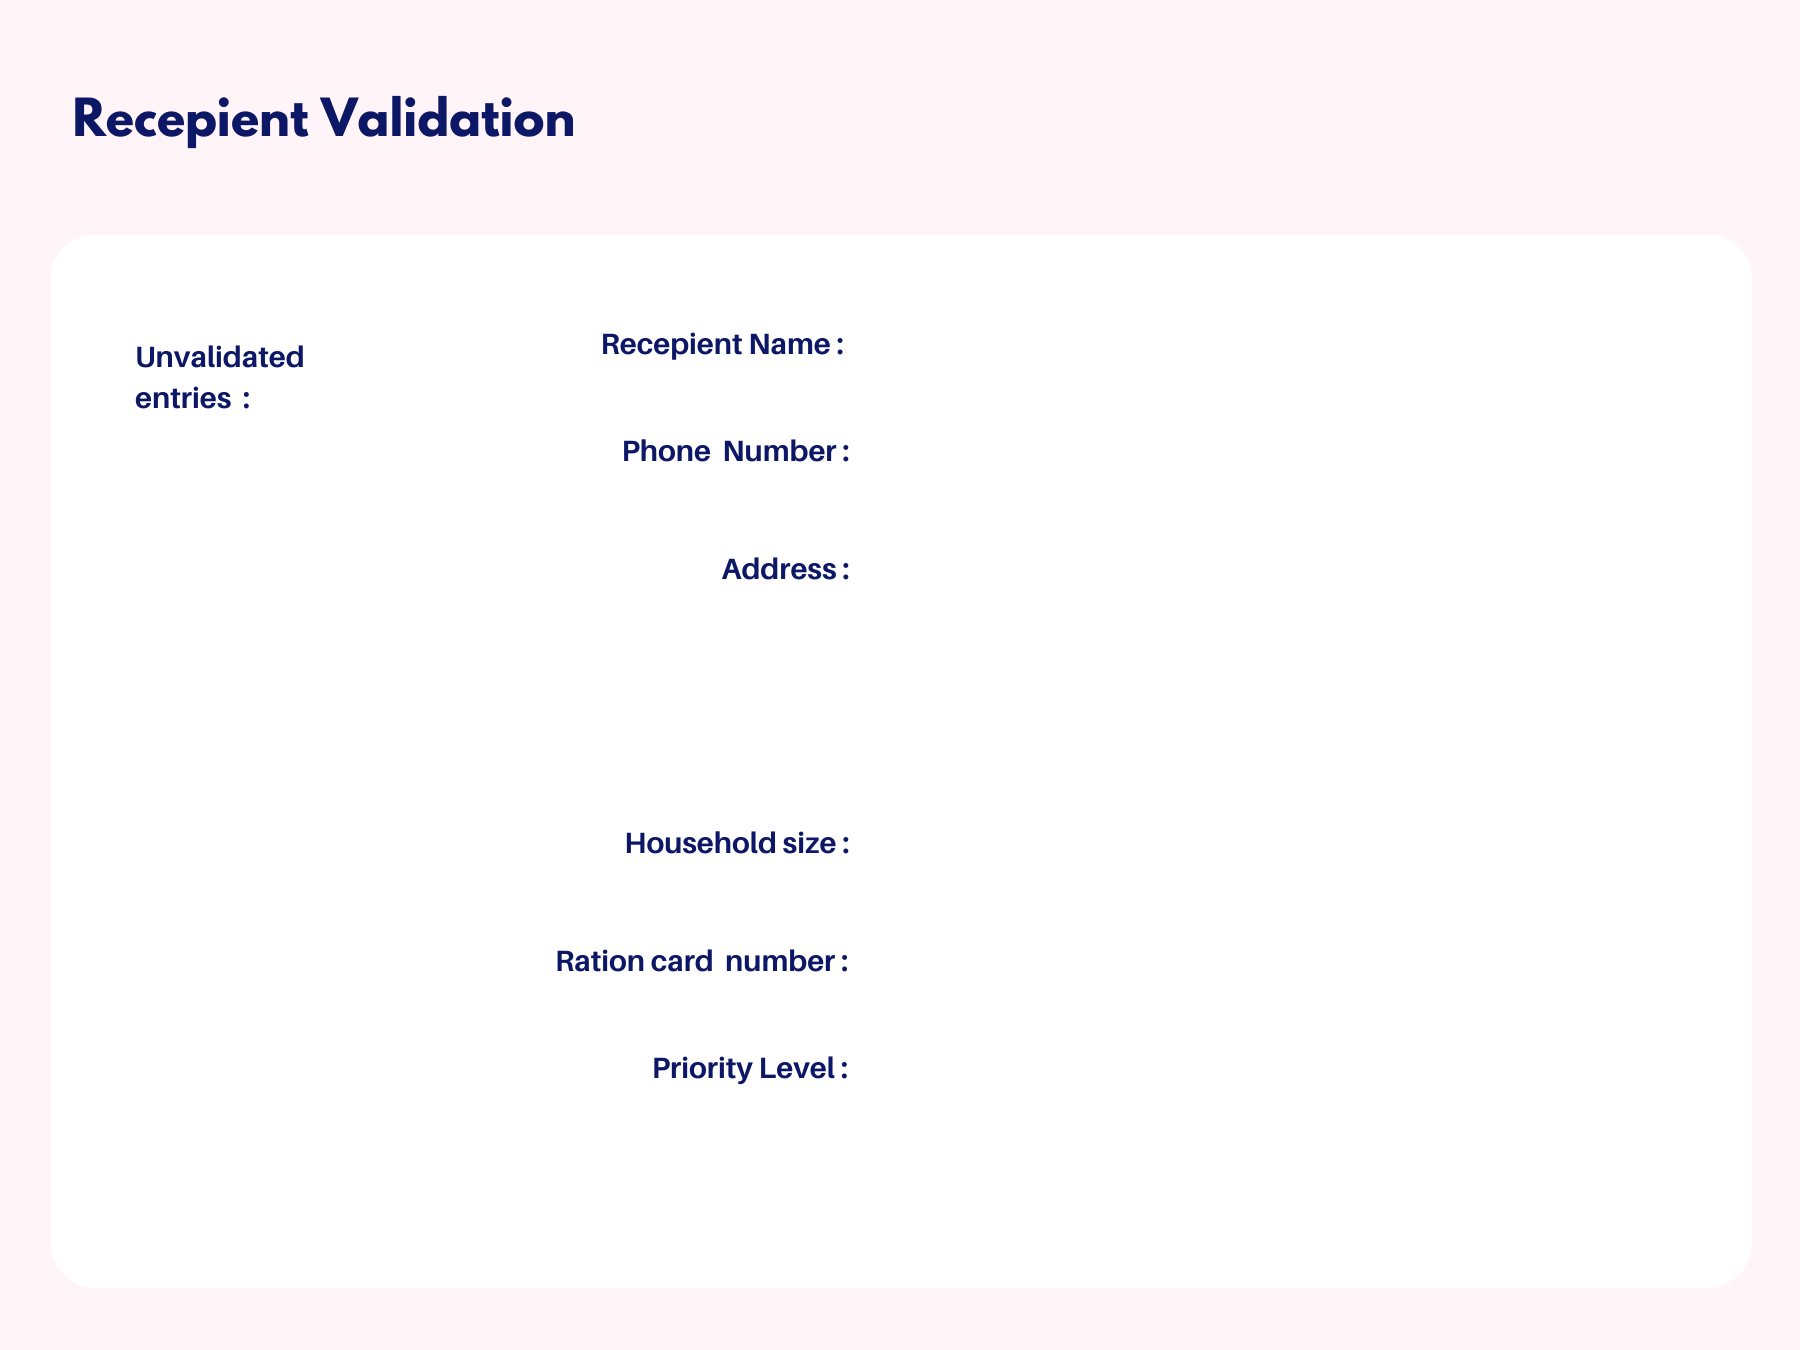 Recepient Validation
Unvalidated
entries :
Recepient Name :
Phone Number :
Address :
Household size :
Ration card number :
Priority Level :